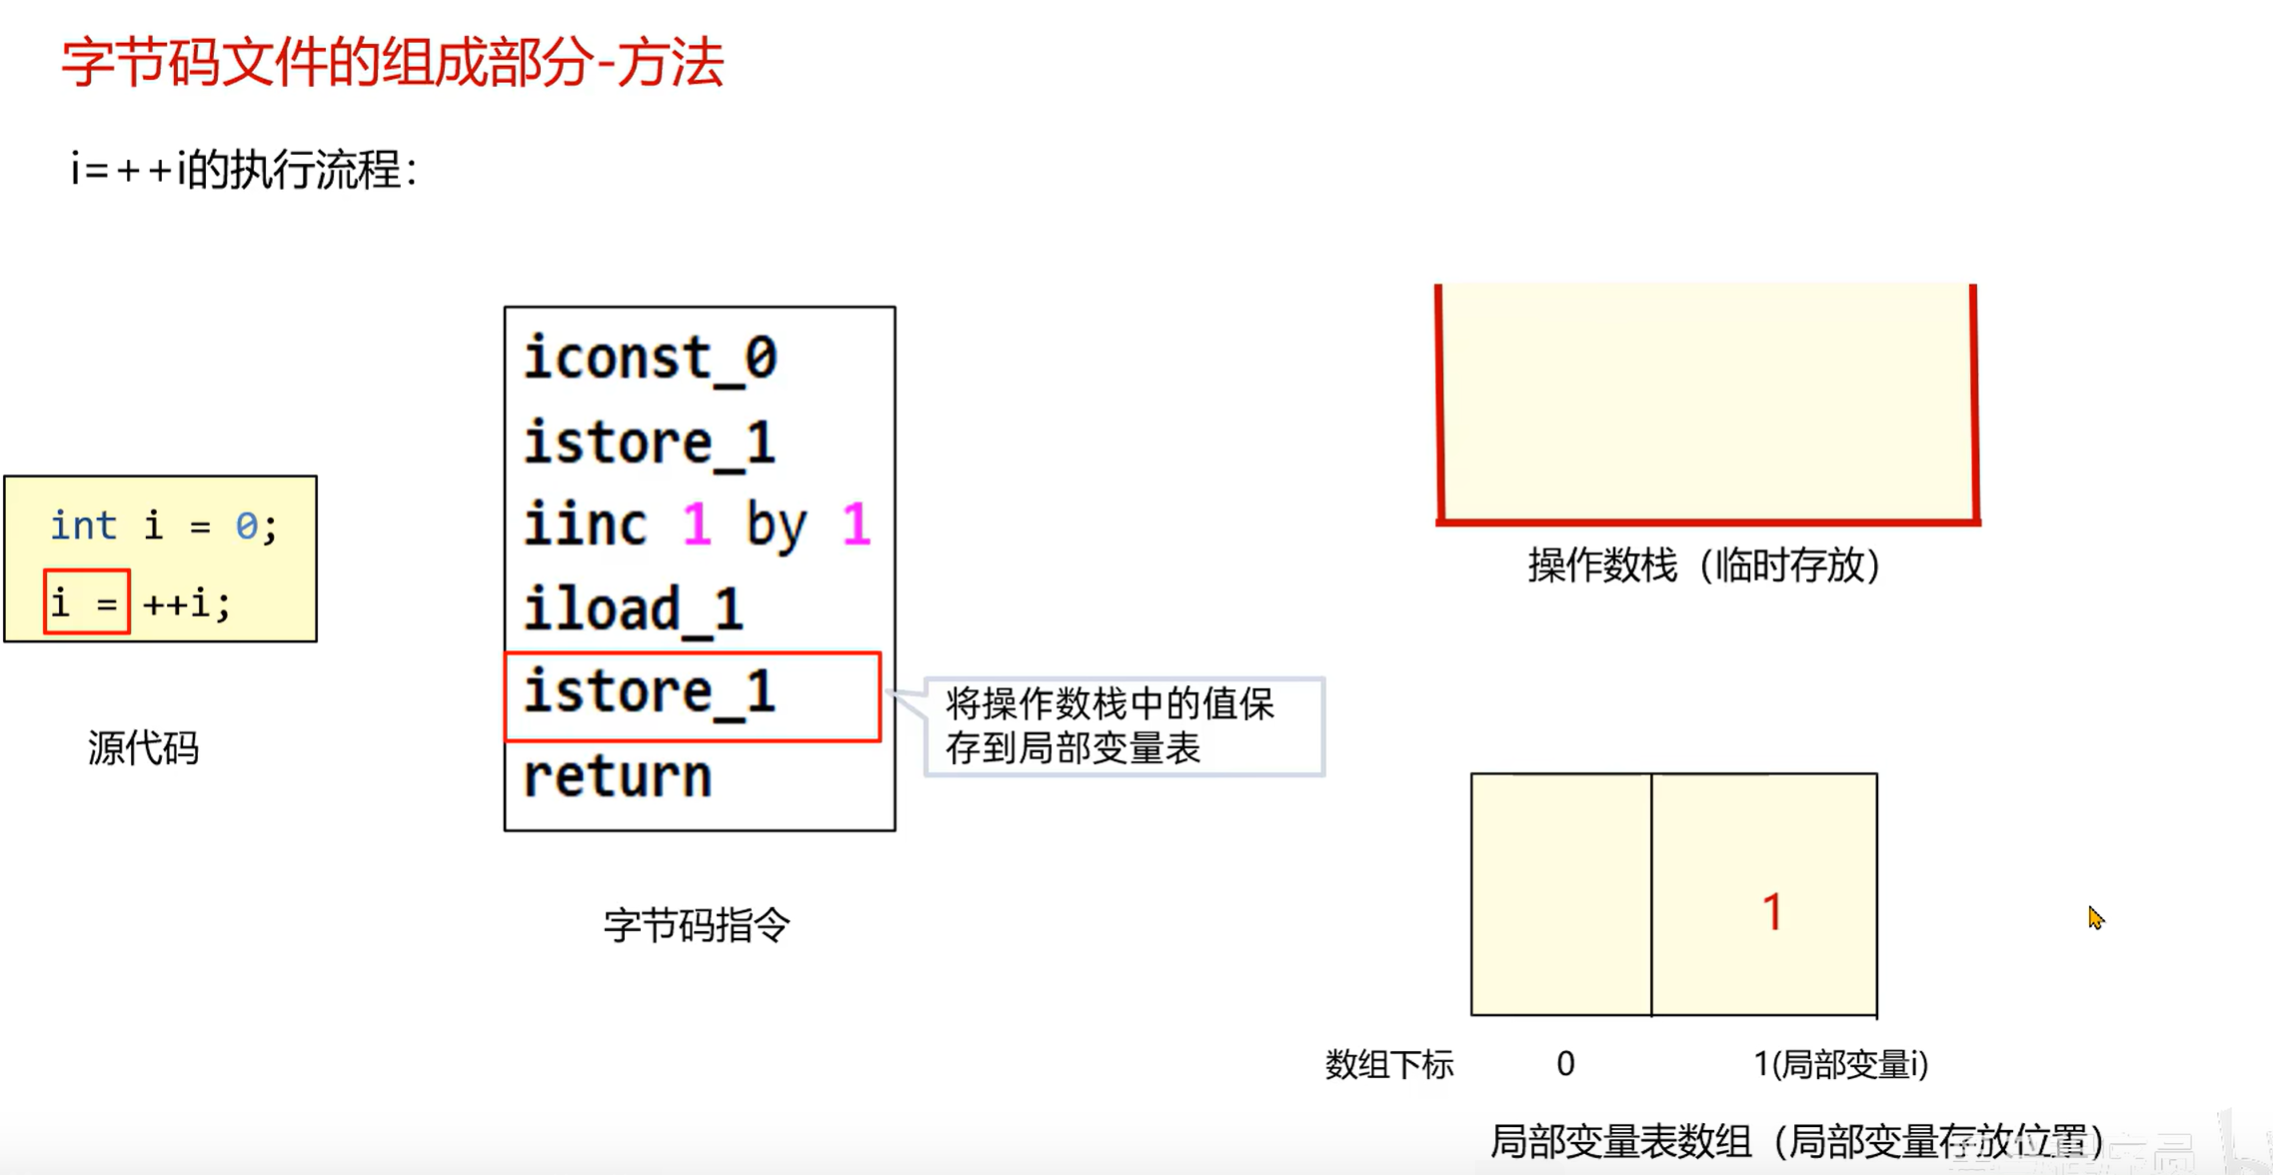 字节码文件的组成部分-方法
i=++i的执行流程：
int i = 0;
i = ++i;
源代码
iconst_0
istore_1
iinc 1 by 1
iload_1
istore_1
return
字节码指令
将操作数栈中的值保
存到局部变量表
操作数栈（临时存放）
1
数组下标 0 1(局部变量i)
局部变量表数组（局部变量存放位置）